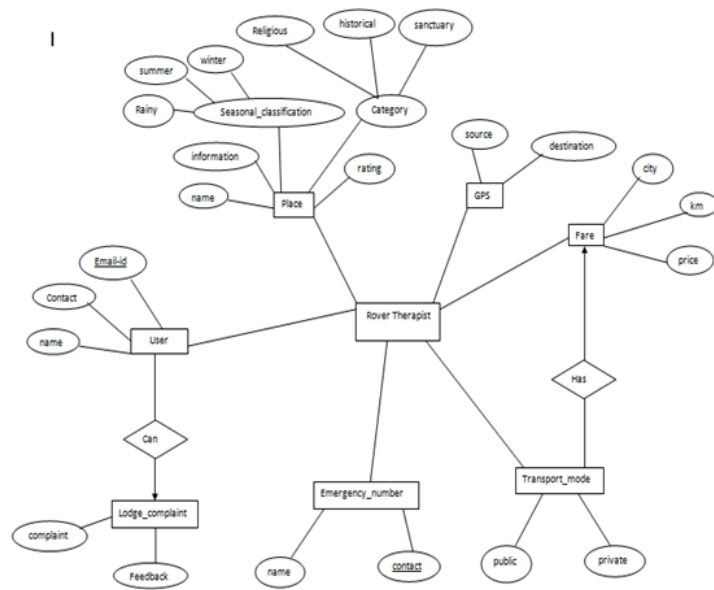 I
Religious
historical
sanctuary
winter
summer
Rainy
Seasonal_classification
Category
source
destination
information
rating
name
Place
GPS
city
km
Fare
price
Email-id
Contact
name
User
Rover Therapist
Can
Has
Lodge_complaint
Emergency_number
Transport_mode
complaint
Feedback
name
contact
public
private